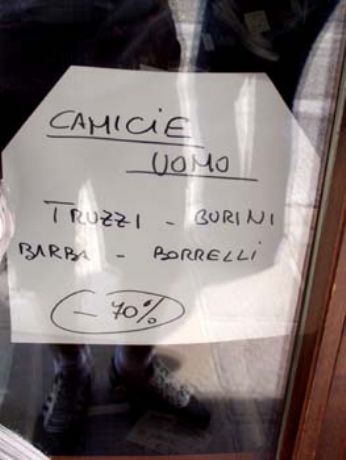 CAMICIE
UOMO
TRUZZI - BURINI
BARBA - BORRELLI
- 70%